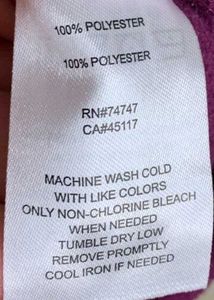 100% POLYESTER
100% POLYESTER
RN#74747
CA#45117
MACHINE WASH COLD
WITH LIKE COLORS
ONLY NON-CHLORINE BLEACH
WHEN NEEDED
TUMBLE DRY LOW
REMOVE PROMPTLY
COOL IRON IF NEEDED